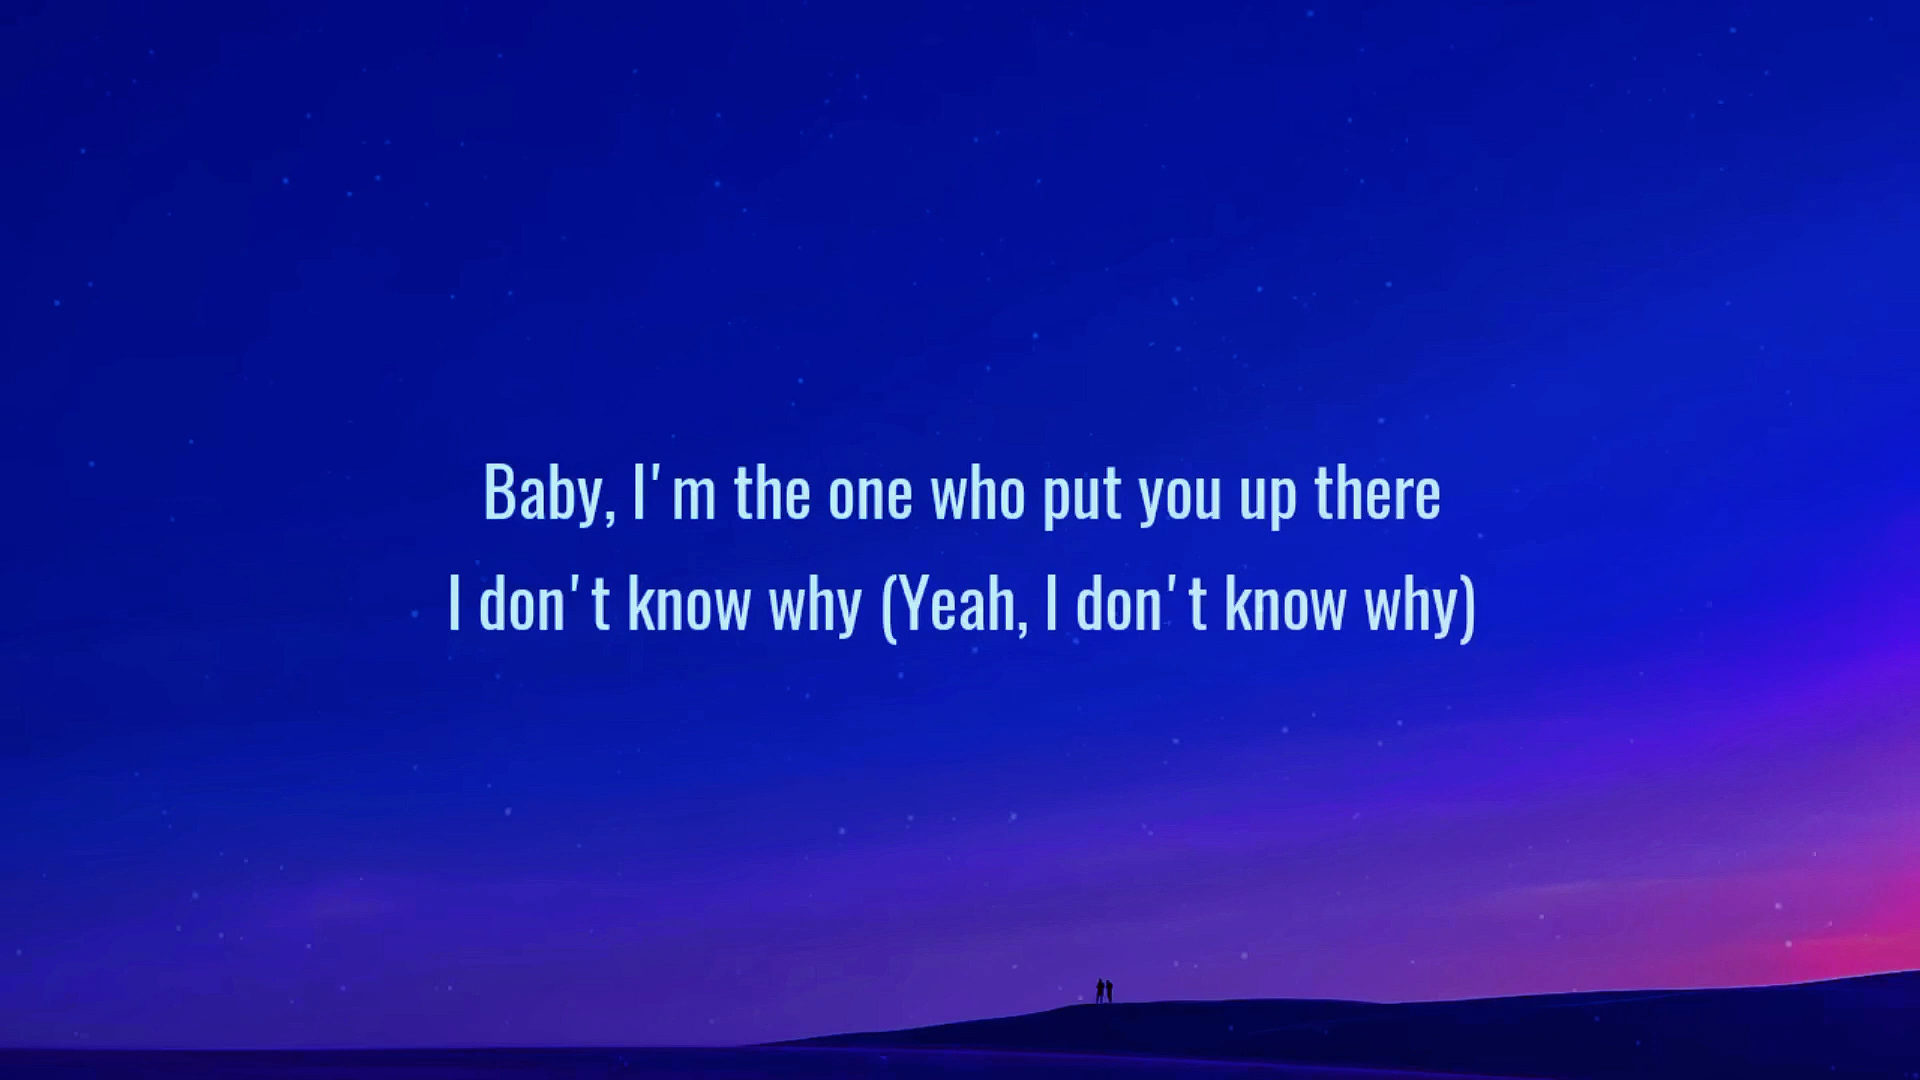 Baby, I'm the one who put you up there
I don't know why (Yeah, I don't know why)